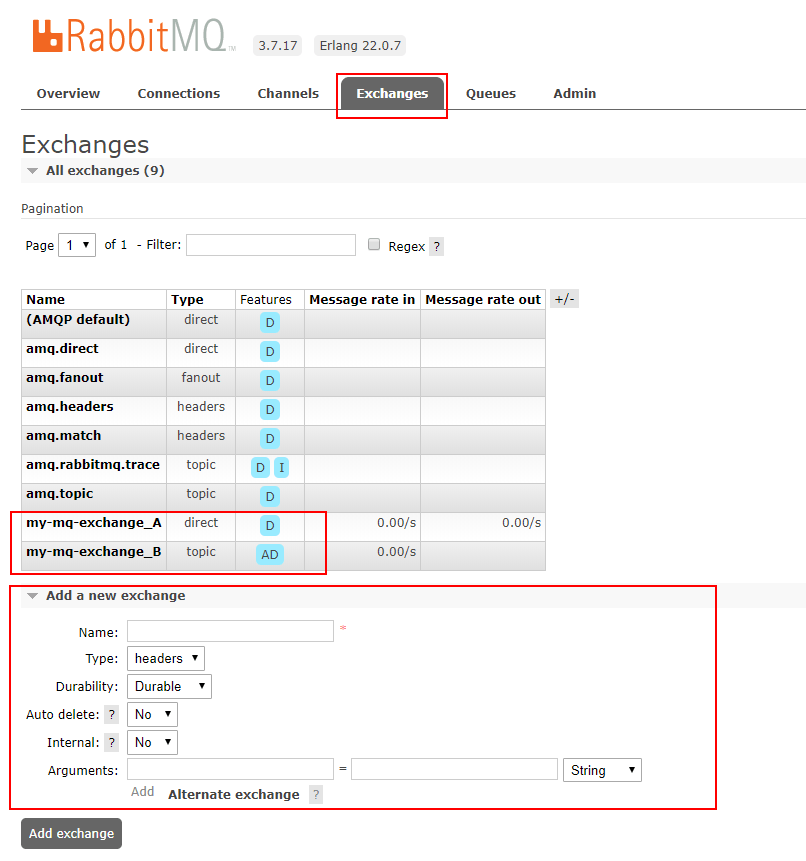 RabbitMQ TM 3.7.17 Erlang 22.0.7
Overview Connections Channels Exchanges Queues Admin
Exchanges
All exchanges (9)
Pagination
Page 1 of 1 - Filter: Regex ?
Name Type Features Message rate in Message rate out +/-
(AMQP default) direct D
amq.direct direct D
amq.fanout fanout D
amq.headers headers D
amq.match headers D
amq.rabbitmq.trace topic D I
amq.topic topic D
my-mq-exchange_A direct D 0.00/s 0.00/s
my-mq-exchange_B topic AD 0.00/s
Add a new exchange
Name: *
Type: headers
Durability: Durable
Auto delete: ? No
Internal: ? No
Arguments: = String
Add Alternate exchange ?
Add exchange